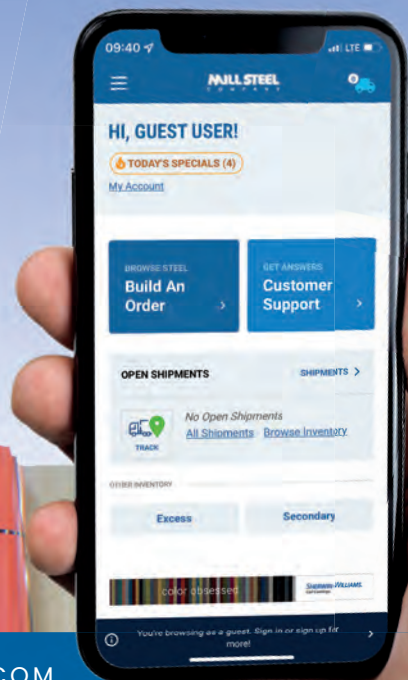 09:40
LTE
MILL STEEL
COMPANY
0
HI, GUEST USER!
TODAY'S SPECIALS (4)
My Account
BROWSE STEEL
Build An
Order
GET ANSWERS
Customer
Support
OPEN SHIPMENTS
SHIPMENTS
TRACK
No Open Shipments
All Shipments Browse Inventory
OTHER INVENTORY
Excess
Secondary
color obsessed
SHERWIN-WILLIAMS.
You're browsing as a guest. Sign in or sign up for
more!
.COM